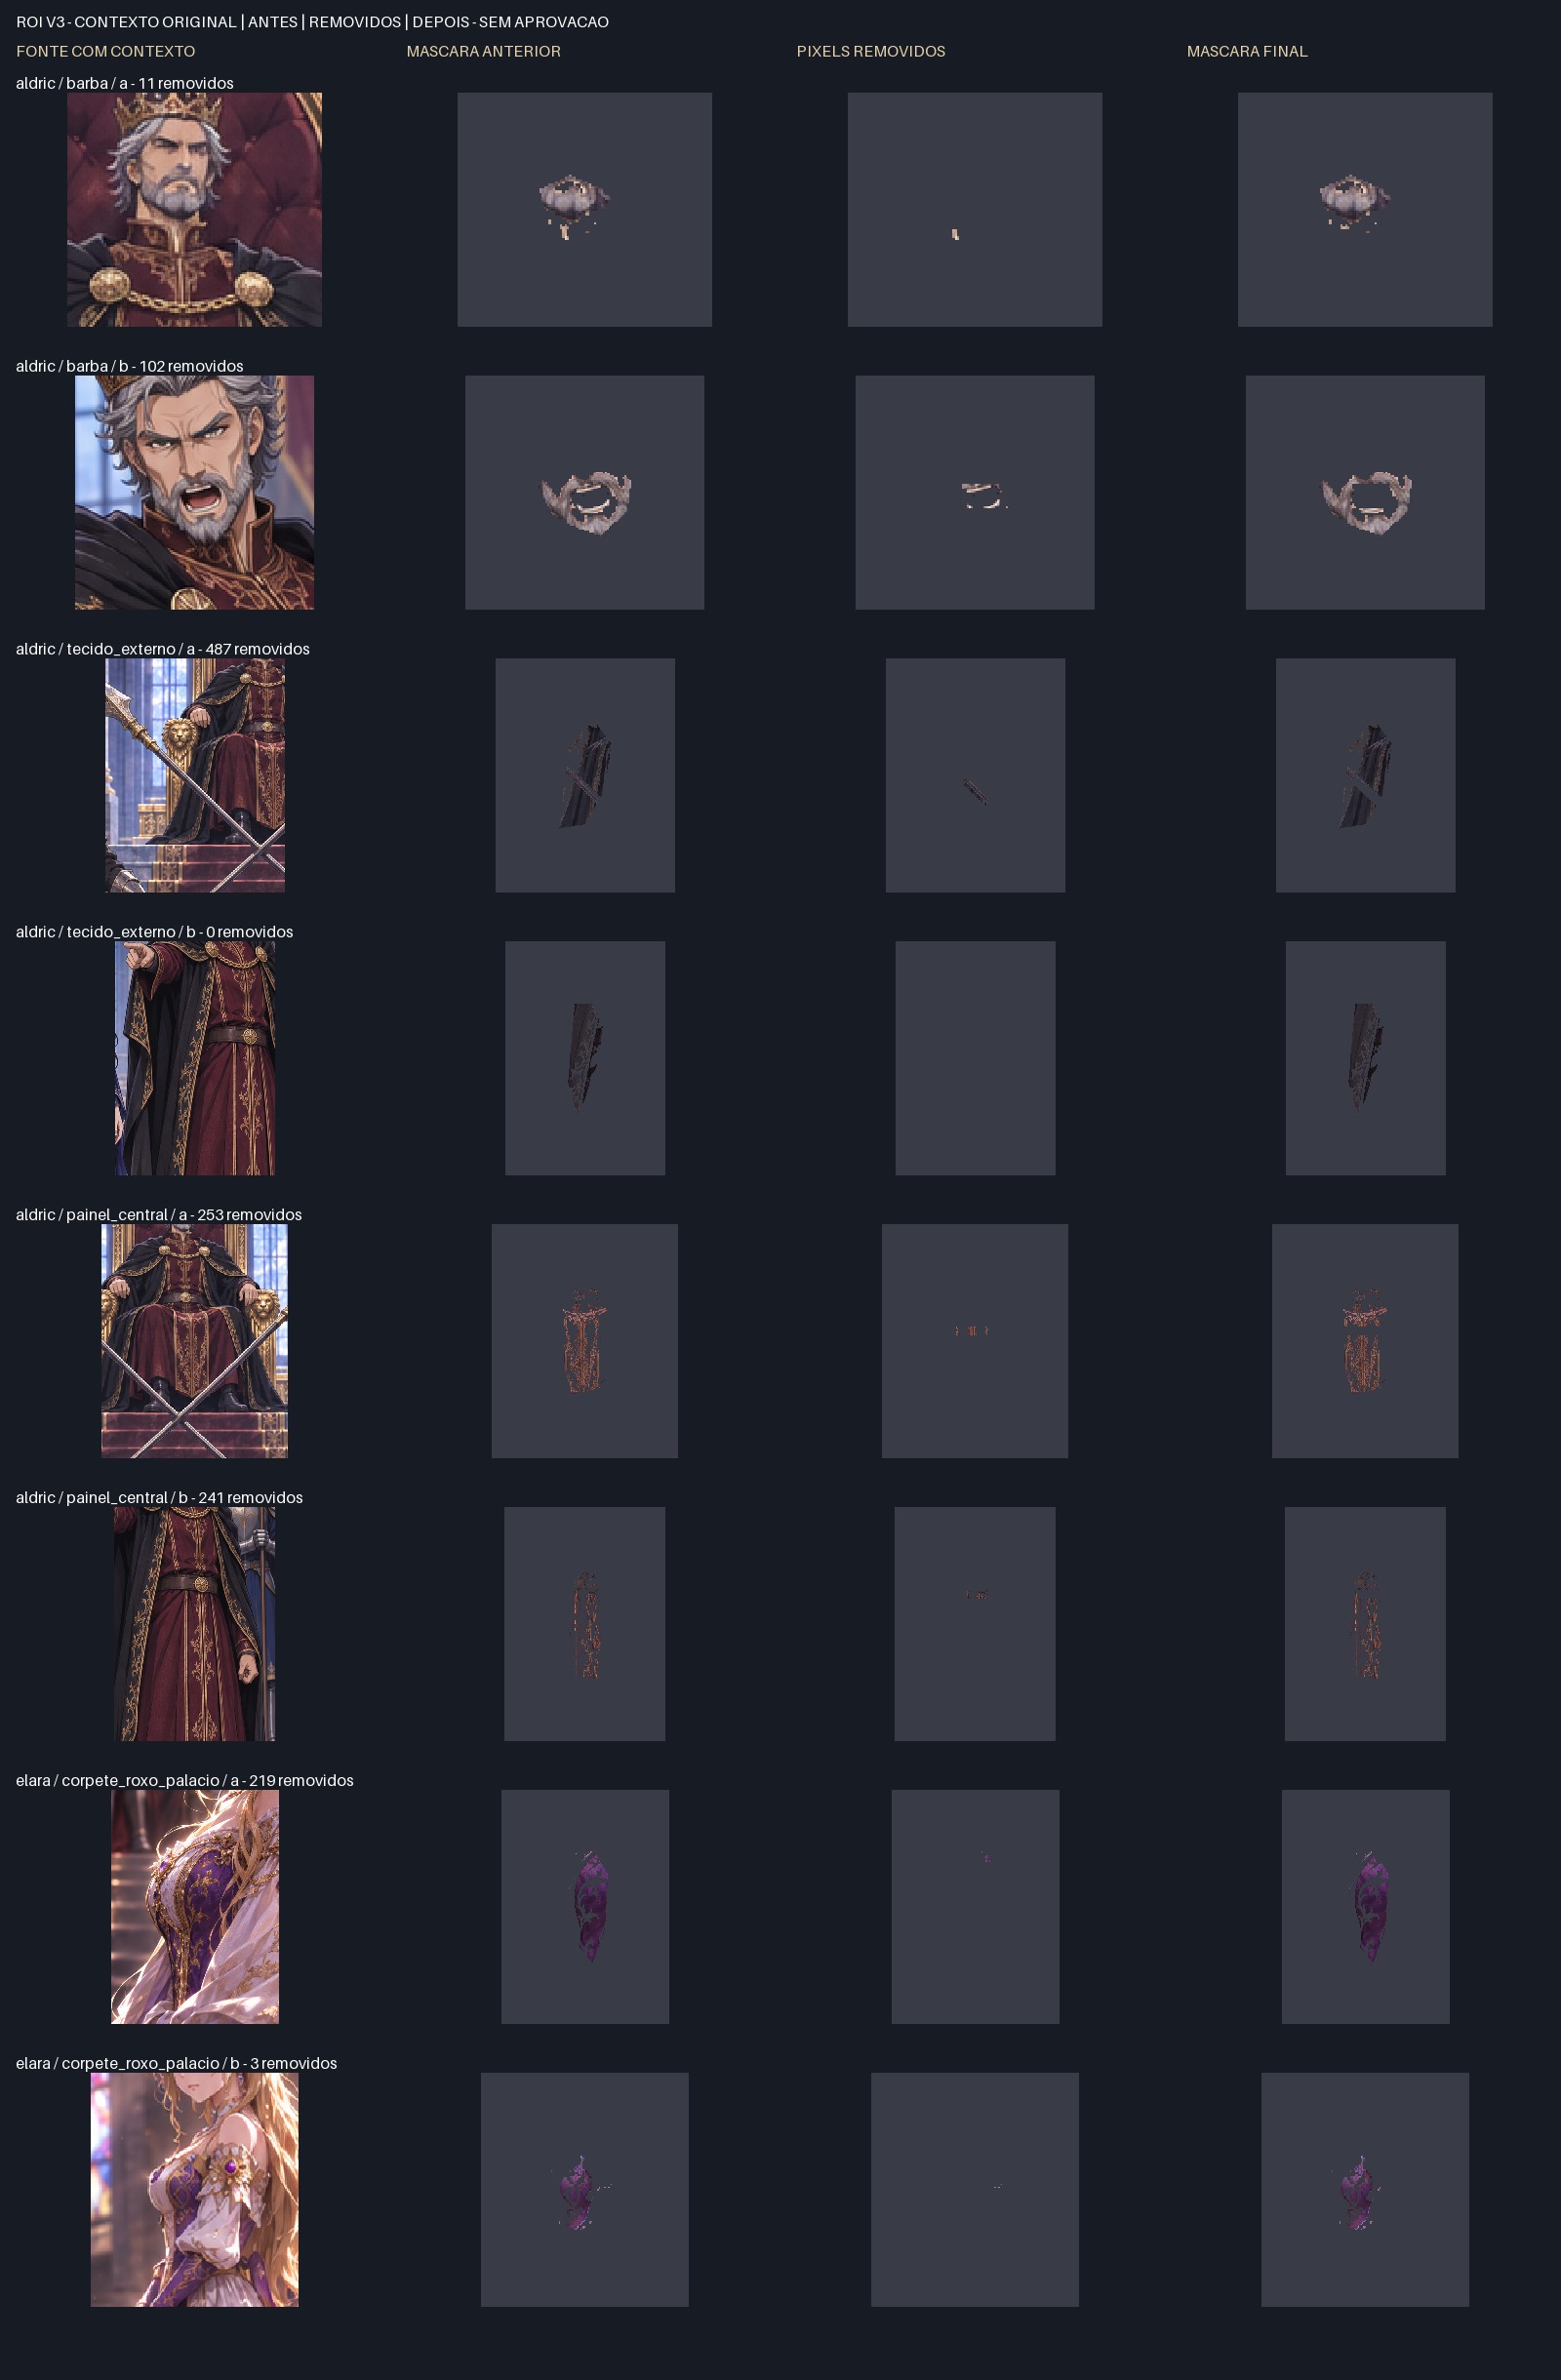 ROI V3 - CONTEXTO ORIGINAL | ANTES | REMOVIDOS | DEPOIS - SEM APROVACAO
FONTE COM CONTEXTO MASCARA ANTERIOR PIXELS REMOVIDOS MASCARA FINAL
aldric / barba / a - 11 removidos
aldric / barba / b - 102 removidos
aldric / tecido_externo / a - 487 removidos
aldric / tecido_externo / b - 0 removidos
aldric / painel_central / a - 253 removidos
aldric / painel_central / b - 241 removidos
elara / corpete_roxo_palacio / a - 219 removidos
elara / corpete_roxo_palacio / b - 3 removidos